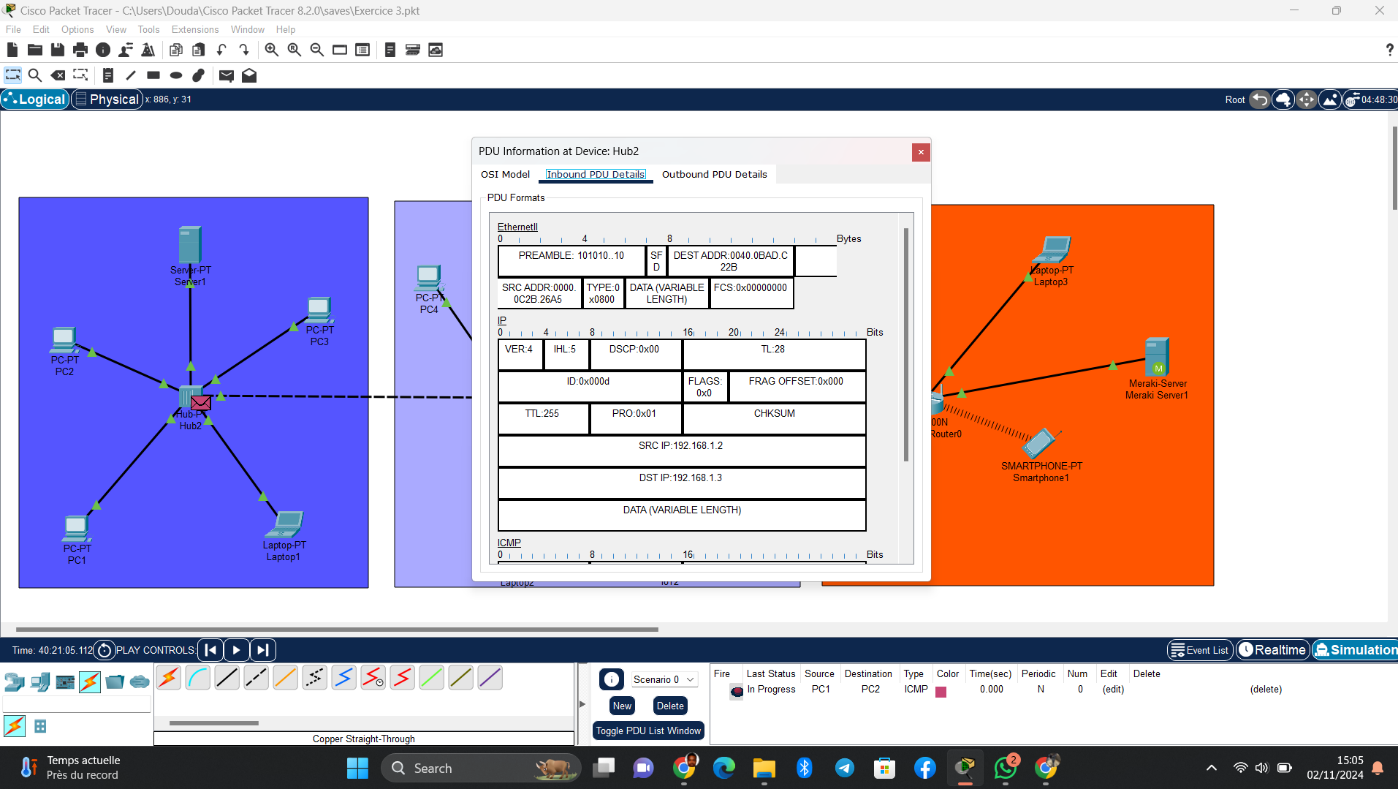 Cisco Packet Tracer - C:\Users\Douda\Cisco Packet Tracer 8.2.0\saves\Exercice 3.pkt
File Edit Options View Tools Extensions Window Help
?
Logical Physical x: 886, y: 31 Root 04:48:30
PDU Information at Device: Hub2
OSI Model Inbound PDU Details Outbound PDU Details
PDU Formats
EthernetII
0 4 8 Bytes
PREAMBLE: 101010..10 SF D DEST ADDR:0040.0BAD.C 22B
SRC ADDR:0000. 0C2B.26A5 TYPE:0 x0800 DATA (VARIABLE LENGTH) FCS:0x00000000
IP
0 4 8 16 20 24 Bits
VER:4 IHL:5 DSCP:0x00 TL:28
ID:0x000d FLAGS: 0x0 FRAG OFFSET:0x000
TTL:255 PRO:0x01 CHKSUM
SRC IP:192.168.1.2
DST IP:192.168.1.3
DATA (VARIABLE LENGTH)
ICMP
0 8 16 Bits
Server-PT
Server1
PC-PT
PC3
PC-PT
PC2
Hub-P
Hub2
PC-PT
PC1
Laptop-PT
Laptop1
PC-PT
PC4
Laptop2
Laptop-PT
Laptop3
Meraki-Server
Meraki Server1
M
00N
Router0
SMARTPHONE-PT
Smartphone1
Time: 40:21:05.112 PLAY CONTROLS: Event List Realtime Simulation
Scenario 0
New Delete
Toggle PDU List Window
Fire Last Status Source Destination Type Color Time(sec) Periodic Num Edit Delete
In Progress PC1 PC2 ICMP 0.000 N 0 (edit) (delete)
Copper Straight-Through
Temps actuelle
Près du record
Search
2
15:05
02/11/2024